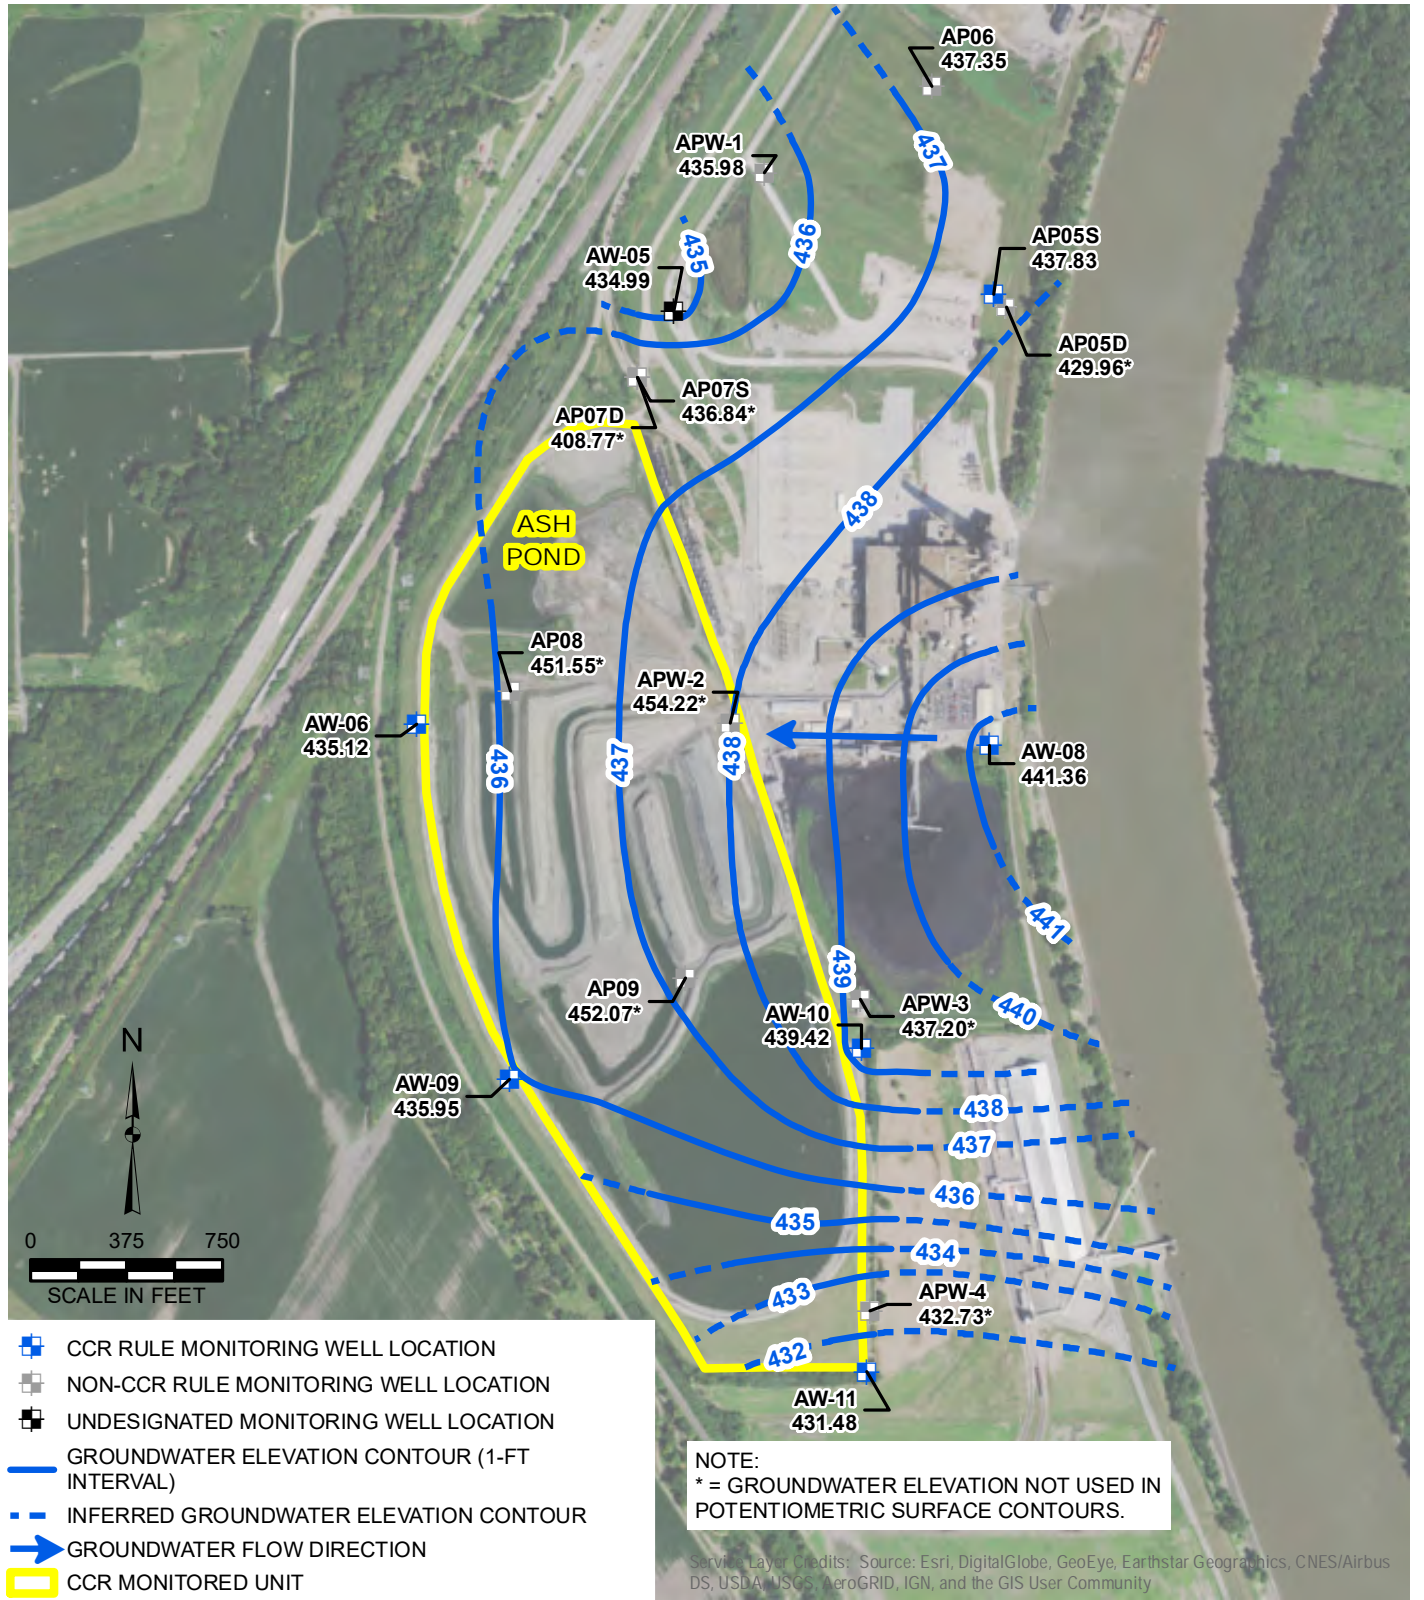 AP06
437.35
437
APW-1
435.98
436
435
AW-05
434.99
AP05S
437.83
AP05D
429.96*
AP07S
436.84*
AP07D
408.77*
438
ASH
POND
AP08
451.55*
APW-2
454.22*
AW-06
435.12
436
437
438
AW-08
441.36
441
439
440
AP09
452.07*
AW-10
439.42
APW-3
437.20*
N
AW-09
435.95
438
437
436
435
434
433
432
APW-4
432.73*
AW-11
431.48
0 375 750
SCALE IN FEET
CCR RULE MONITORING WELL LOCATION
NON-CCR RULE MONITORING WELL LOCATION
UNDESIGNATED MONITORING WELL LOCATION
GROUNDWATER ELEVATION CONTOUR (1-FT
INTERVAL)
INFERRED GROUNDWATER ELEVATION CONTOUR
GROUNDWATER FLOW DIRECTION
CCR MONITORED UNIT
NOTE:
* = GROUNDWATER ELEVATION NOT USED IN
POTENTIOMETRIC SURFACE CONTOURS.
Service Layer Credits: Source: Esri, DigitalGlobe, GeoEye, Earthstar Geographics, CNES/Airbus
DS, USDA, USGS, AeroGRID, IGN, and the GIS User Community